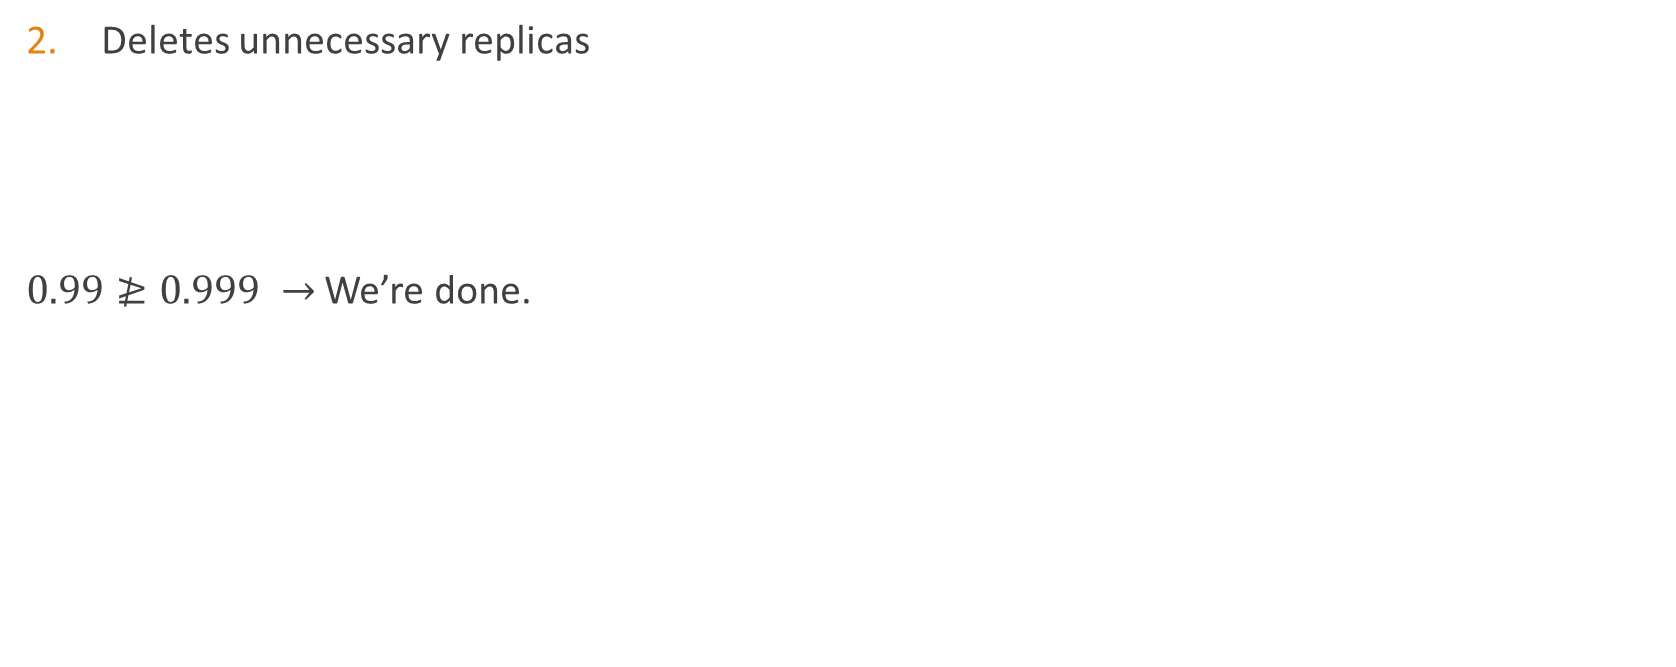 2. Deletes unnecessary replicas
0.99 ≱ 0.999 → We’re done.